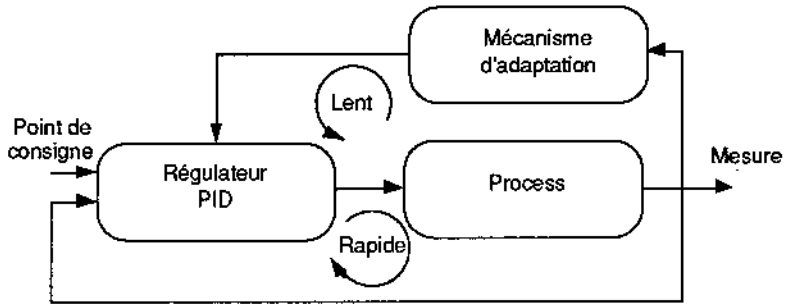 Mécanisme
d'adaptation
Lent
Point de
consigne
Régulateur
PID
Process
Mesure
Rapide